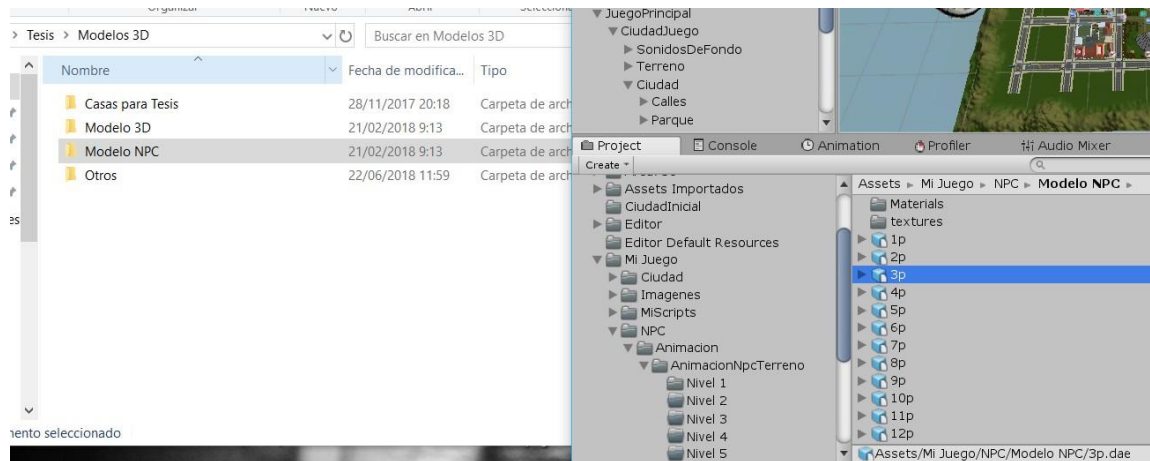 Organizar Nuevo Abrir
> Tesis > Modelos 3D
Buscar en Modelos 3D
Nombre Fecha de modifica... Tipo
Casas para Tesis 28/11/2017 20:18 Carpeta de arch
Modelo 3D 21/02/2018 9:13 Carpeta de arch
Modelo NPC 21/02/2018 9:13 Carpeta de arch
Otros 22/06/2018 11:59 Carpeta de arch
es
ento seleccionado
JuegoPrincipal
CiudadJuego
SonidosDeFondo
Terreno
Ciudad
Calles
Parque
Project Console Animation Profiler Audio Mixer
Create
Assets Importados
CiudadInicial
Editor
Editor Default Resources
Mi Juego
Ciudad
Imagenes
MiScripts
NPC
Animacion
AnimacionNpcTerreno
Nivel 1
Nivel 2
Nivel 3
Nivel 4
Nivel 5
Assets ▸ Mi Juego ▸ NPC ▸ Modelo NPC ▸
Materials
textures
1p
2p
3p
4p
5p
6p
7p
8p
9p
10p
11p
12p
Assets/Mi Juego/NPC/Modelo NPC/3p.dae